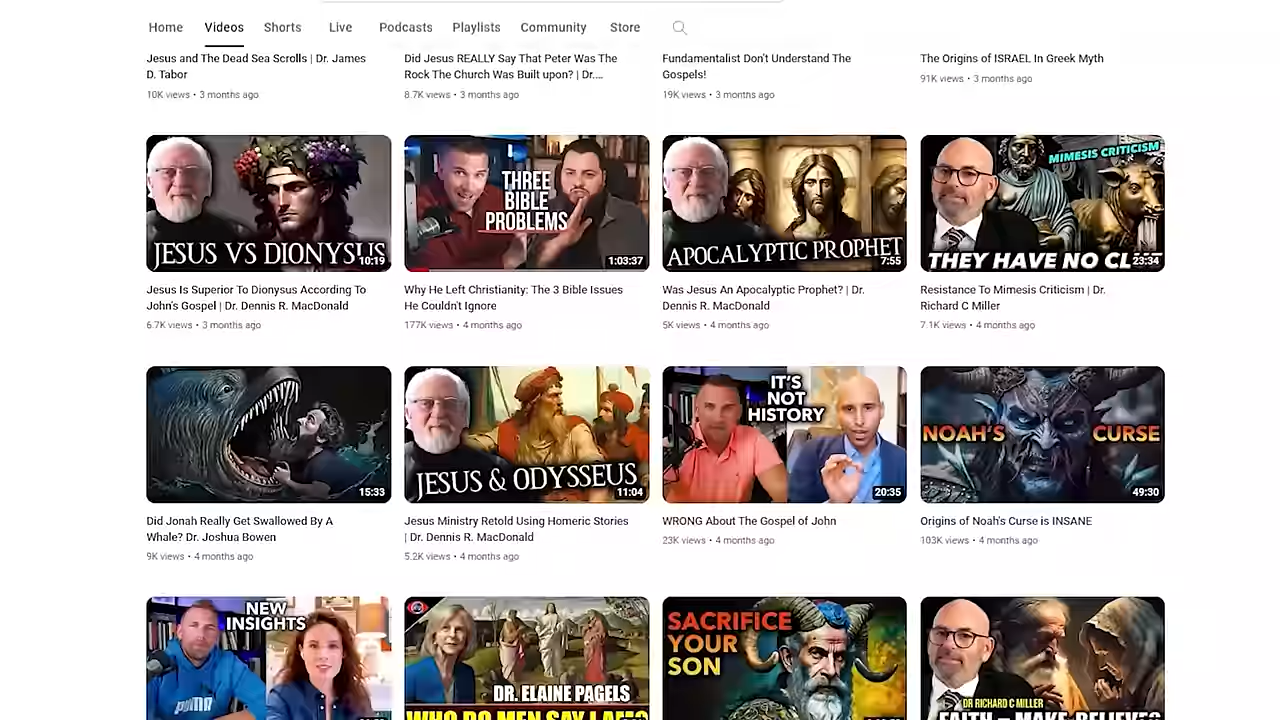 Home Videos Shorts Live Podcasts Playlists Community Store
Jesus and The Dead Sea Scrolls | Dr. James
D. Tabor
10K views • 3 months ago
Did Jesus REALLY Say That Peter Was The
Rock The Church Was Built upon? | Dr....
8.7K views • 3 months ago
Fundamentalist Don't Understand The
Gospels!
19K views • 3 months ago
The Origins of ISRAEL In Greek Myth
91K views • 3 months ago
JESUS VS DIONYSUS
10:19
Jesus Is Superior To Dionysus According To
John's Gospel | Dr. Dennis R. MacDonald
6.7K views • 3 months ago
THREE
BIBLE
PROBLEMS
1:03:37
Why He Left Christianity: The 3 Bible Issues
He Couldn't Ignore
177K views • 4 months ago
APOCALYPTIC PROPHET
7:55
Was Jesus An Apocalyptic Prophet? | Dr.
Dennis R. MacDonald
5K views • 4 months ago
MIMESIS CRITICISM
THEY HAVE NO
23:34
Resistance To Mimesis Criticism | Dr.
Richard C Miller
7.1K views • 4 months ago
15:33
Did Jonah Really Get Swallowed By A
Whale? Dr. Joshua Bowen
9K views • 4 months ago
JESUS & ODYSSEUS
11:04
Jesus Ministry Retold Using Homeric Stories
| Dr. Dennis R. MacDonald
5.2K views • 4 months ago
IT'S
NOT
HISTORY
20:35
WRONG About The Gospel of John
23K views • 4 months ago
NOAH'S CURSE
49:30
Origins of Noah's Curse is INSANE
103K views • 4 months ago
NEW
INSIGHTS
PUMA
DR. ELAINE PAGELS
WHO DO MEN SAY I AM?
SACRIFICE
YOUR
SON
DR RICHARD C MILLER
FAITH = MAKE-BELIEVE?